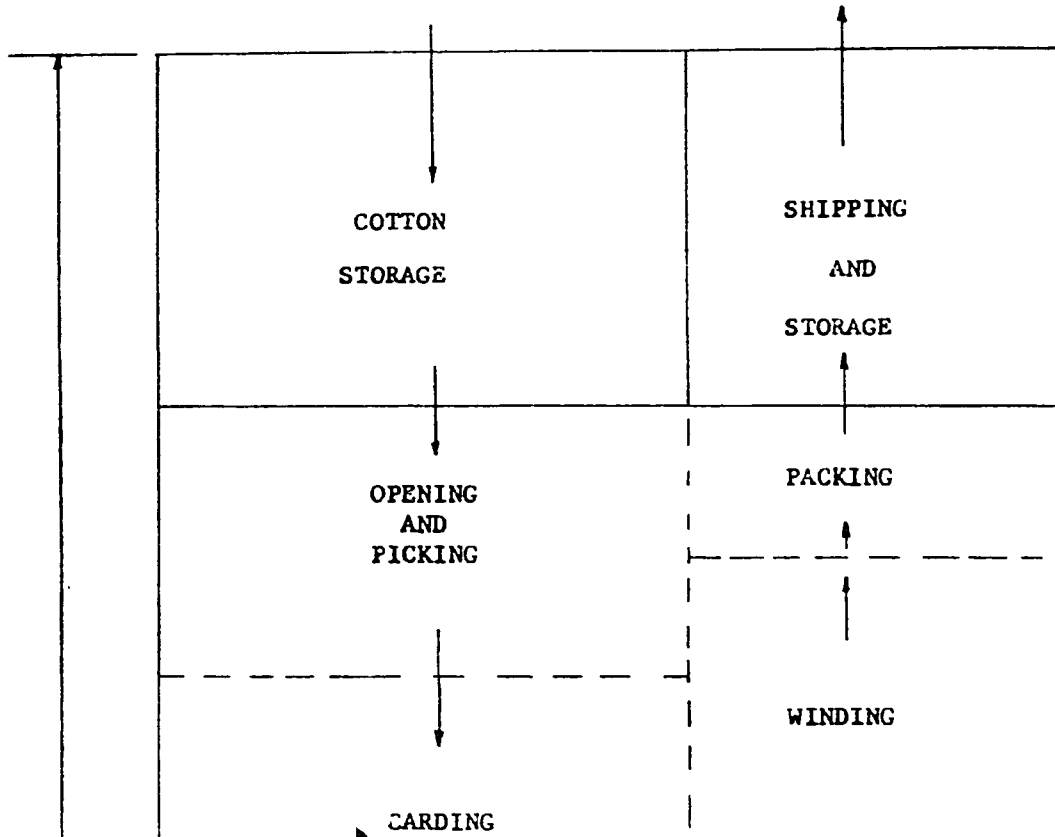 COTTON
STORAGE
SHIPPING
AND
STORAGE
OPENING
AND
PICKING
PACKING
WINDING
CARDING